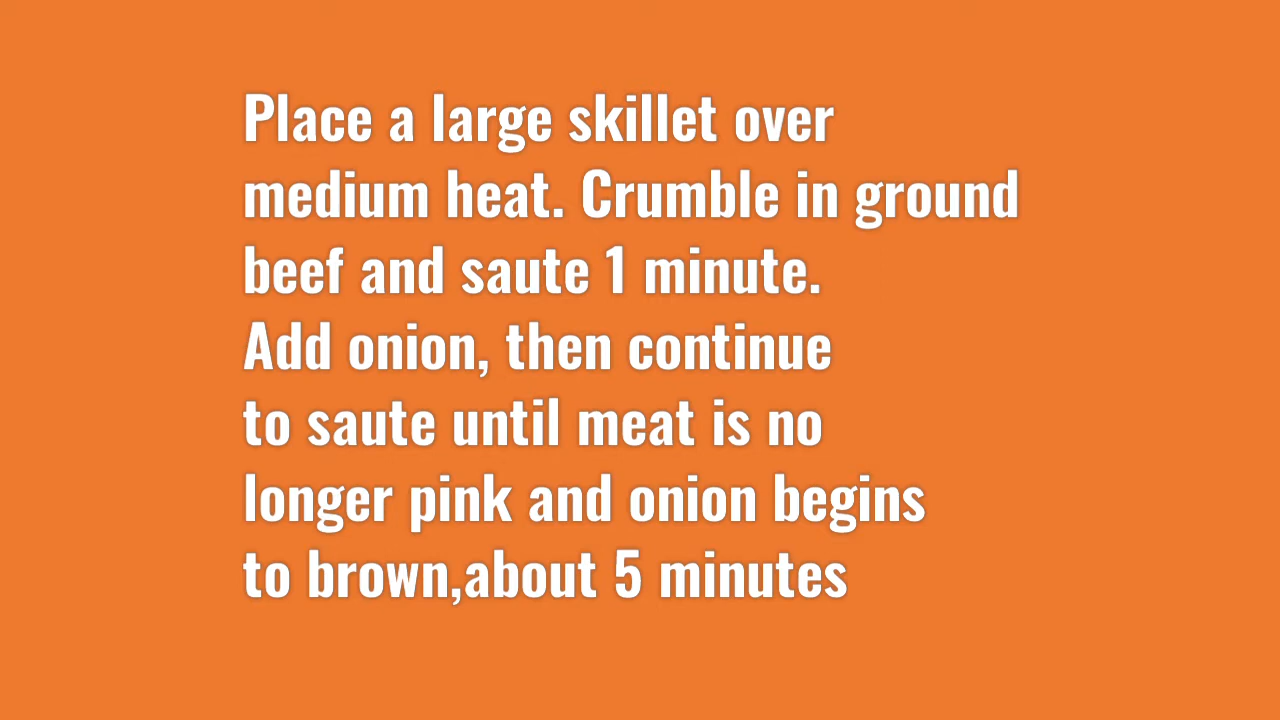 Place a large skillet over
medium heat. Crumble in ground
beef and saute 1 minute.
Add onion, then continue
to saute until meat is no
longer pink and onion begins
to brown,about 5 minutes